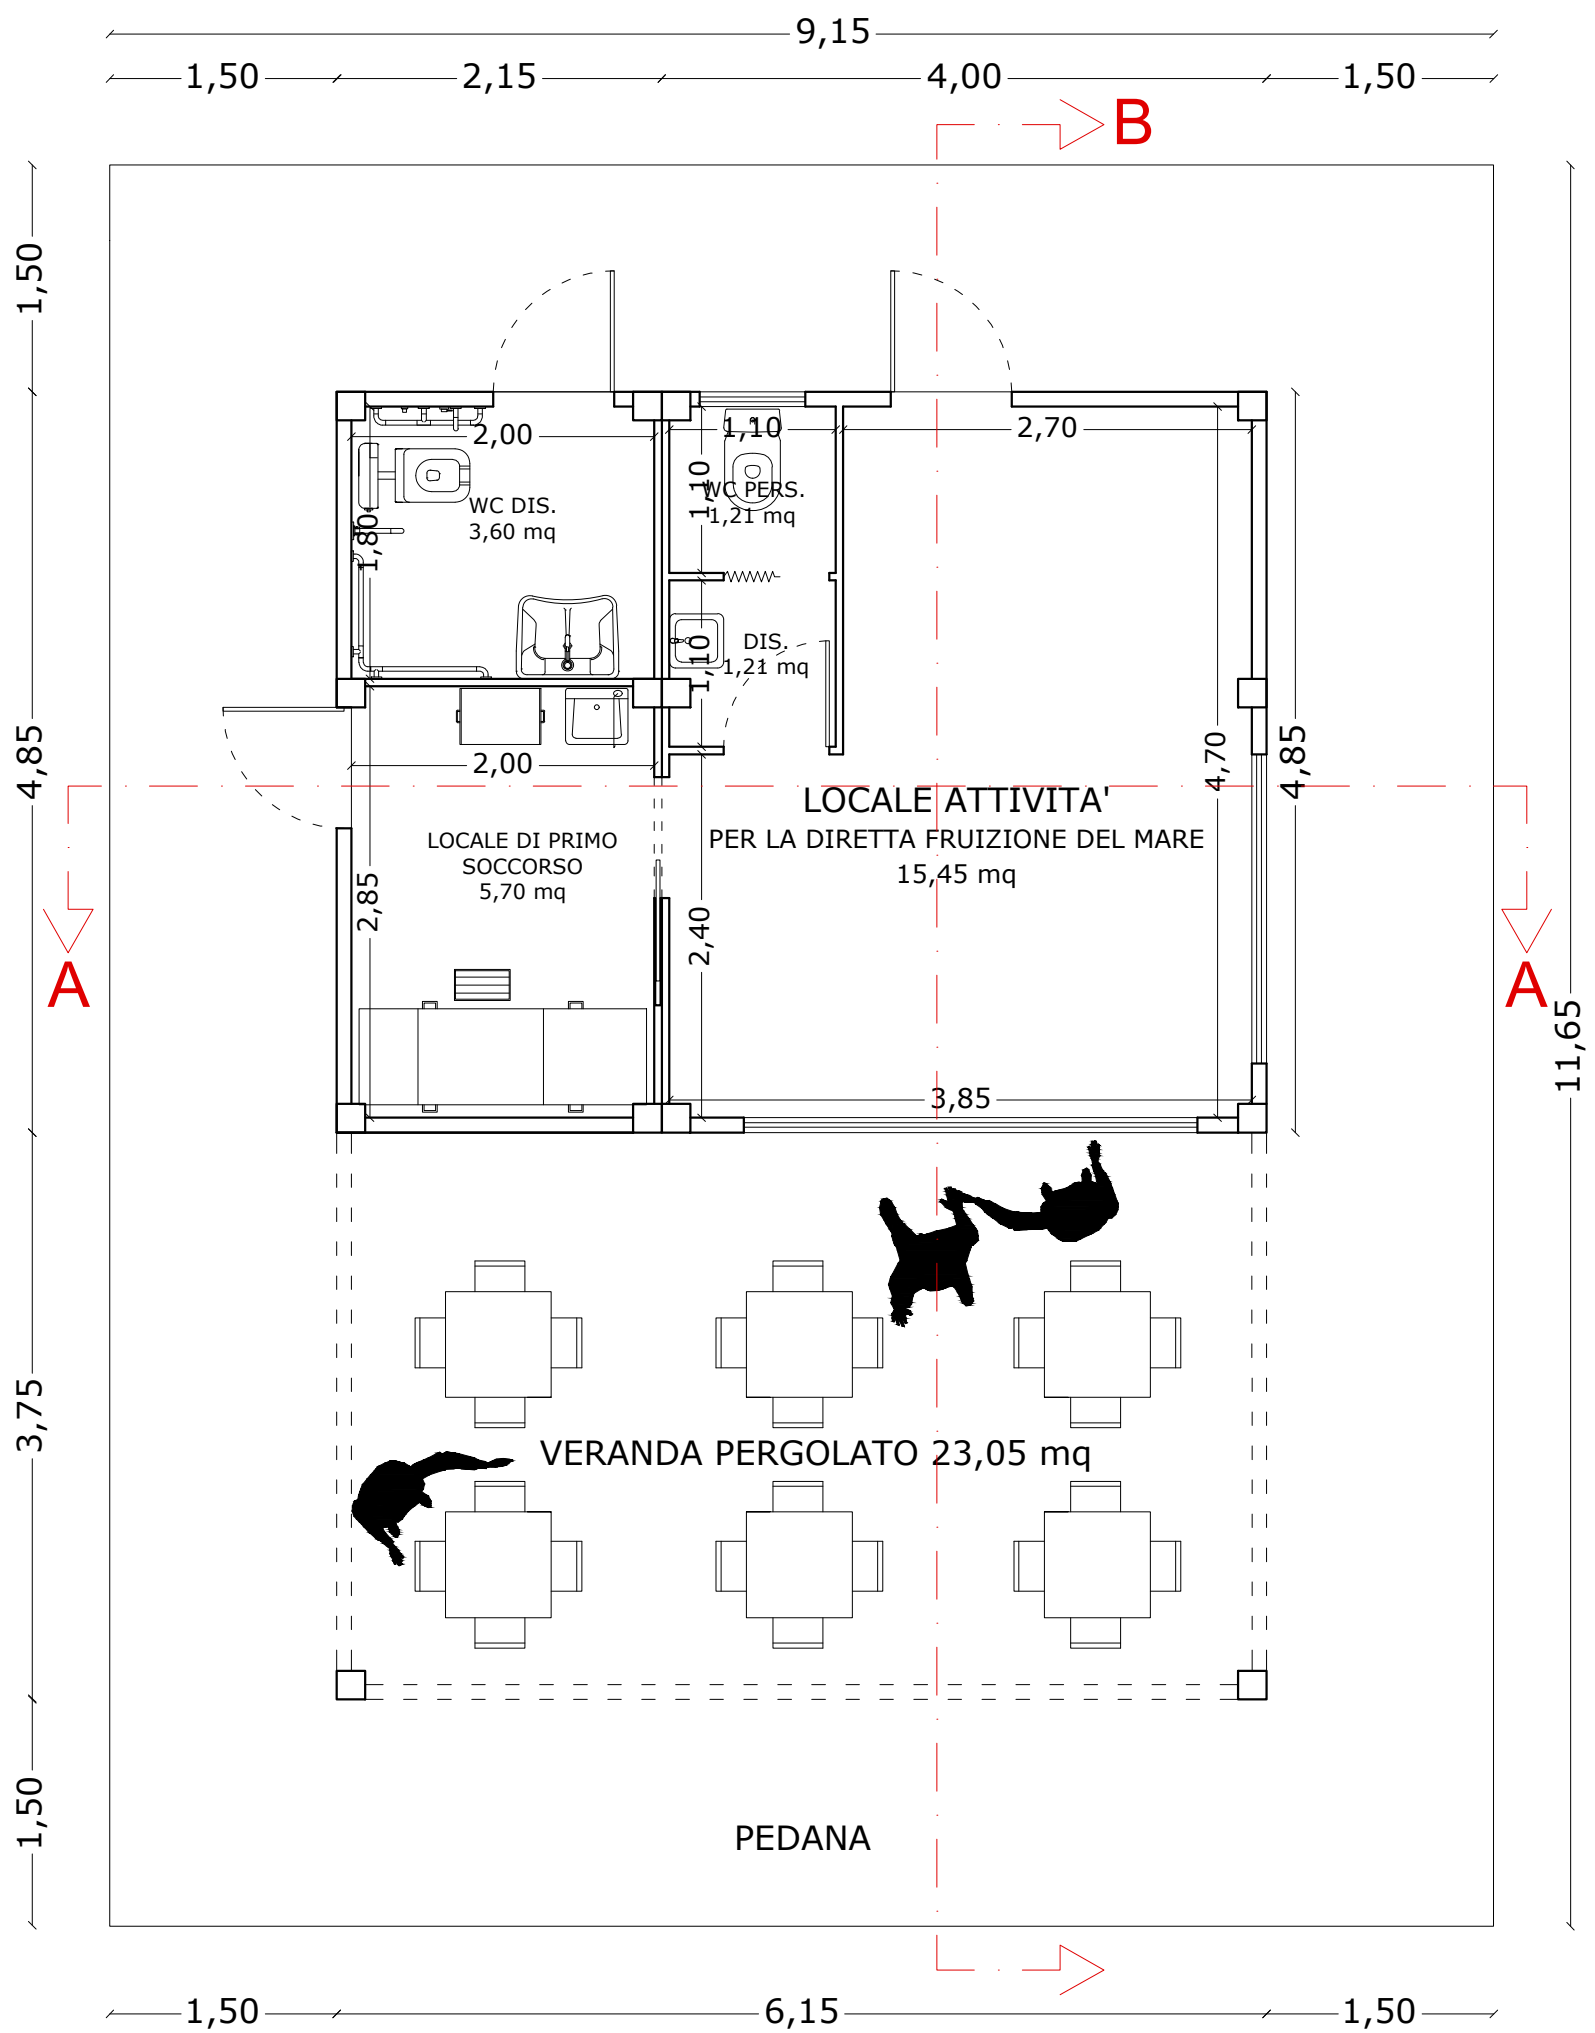 9,15
1,50 2,15 4,00 1,50
B
1,50
2,00
1,10
2,70
1,10
WC PERS.
1,21 mq
WC DIS.
3,60 mq
1,80
DIS.
1,21 mq
1,10
4,85
2,00
4,70
4,85
LOCALE ATTIVITA'
PER LA DIRETTA FRUIZIONE DEL MARE
15,45 mq
LOCALE DI PRIMO
SOCCORSO
5,70 mq
2,85
2,40
A
A
11,65
3,85
3,75
VERANDA PERGOLATO 23,05 mq
1,50
PEDANA
1,50 6,15 1,50